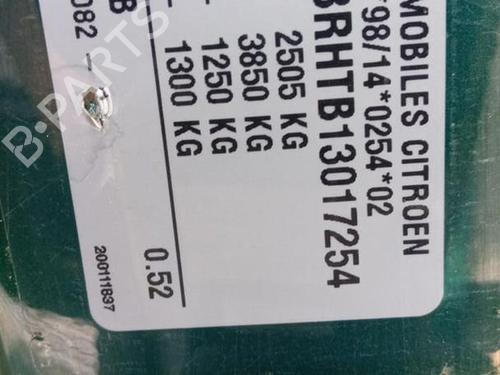 MOBILES CITROEN
*98/14*0254*02
BRHTB13017254
2505 KG
3850 KG
1250 KG
1300 KG
0.52
082
B
200111B37
B-PARTS